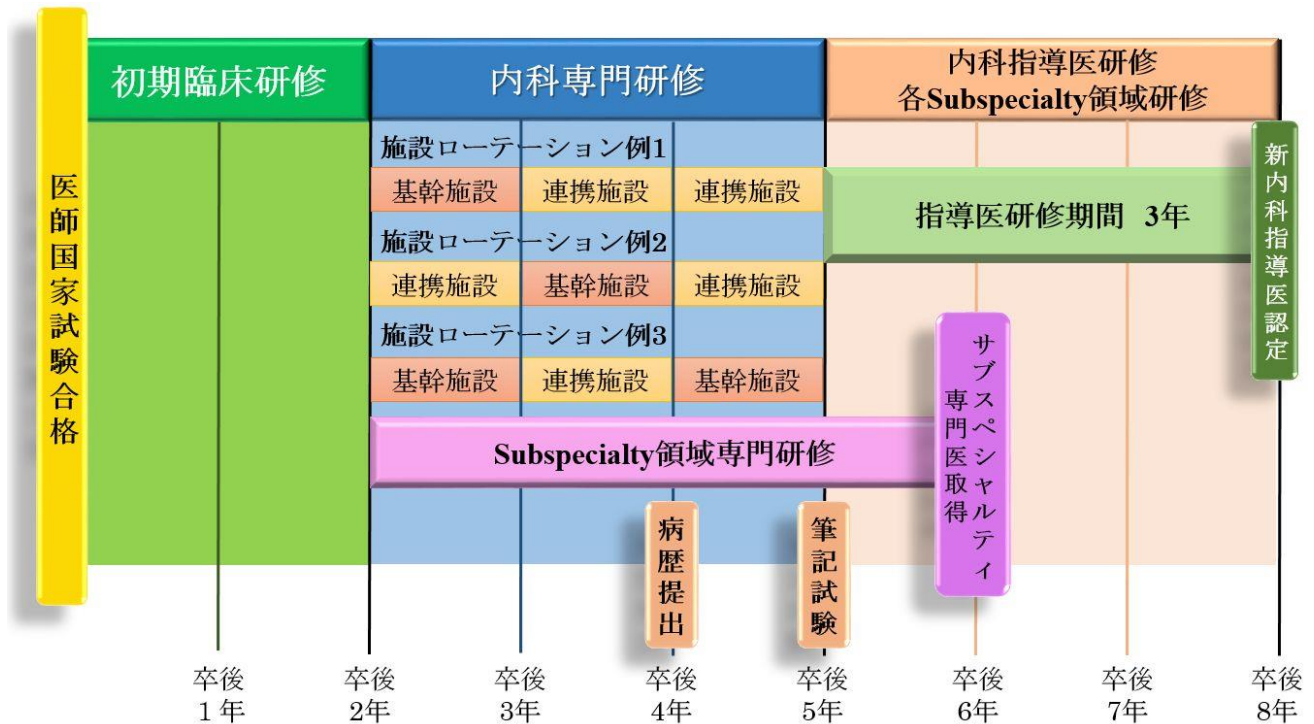 医師国家試験合格
初期臨床研修
内科専門研修
内科指導医研修
各Subspecialty領域研修
施設ローテーション例1
基幹施設
連携施設
連携施設
施設ローテーション例2
連携施設
基幹施設
連携施設
施設ローテーション例3
基幹施設
連携施設
基幹施設
指導医研修期間 3年
新内科指導医認定
Subspecialty領域専門研修
サブスペシャルティ
専門医取得
病歴提出
筆記試験
卒後
1年
卒後
2年
卒後
3年
卒後
4年
卒後
5年
卒後
6年
卒後
7年
卒後
8年